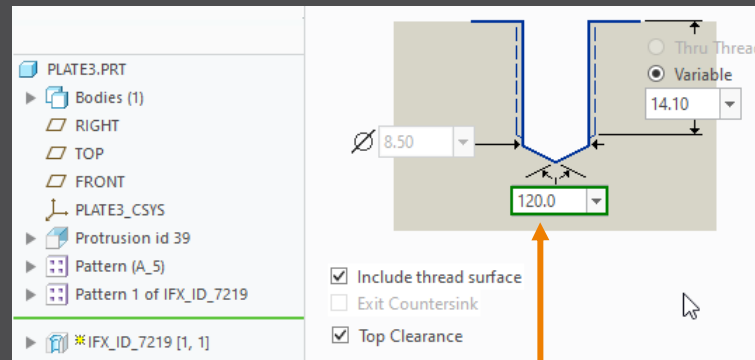 PLATE3.PRT
Bodies (1)
RIGHT
TOP
FRONT
PLATE3_CSYS
Protrusion id 39
Pattern (A_5)
Pattern 1 of IFX_ID_7219
IFX_ID_7219 [1, 1]
Thru Threa
Variable
14.10
Ø 8.50
120.0
Include thread surface
Exit Countersink
Top Clearance